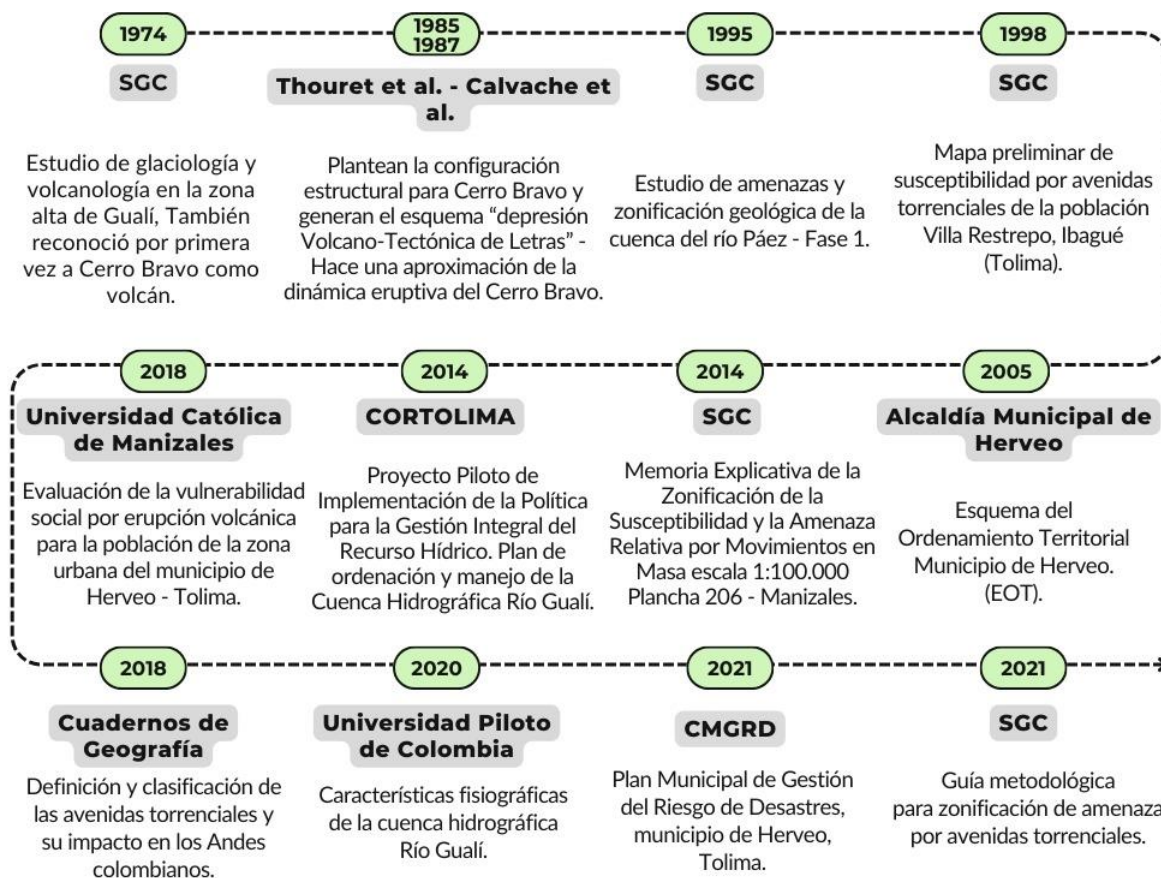 1974
SGC
Estudio de glaciología y
volcanología en la zona
alta de Gualí, También
reconoció por primera
vez a Cerro Bravo como
volcán.
1985
1987
Thouret et al. - Calvache et
al.
Plantean la configuración
estructural para Cerro Bravo y
generan el esquema “depresión
Volcano-Tectónica de Letras” -
Hace una aproximación de la
dinámica eruptiva del Cerro Bravo.
1995
SGC
Estudio de amenazas y
zonificación geológica de la
cuenca del río Páez - Fase 1.
1998
SGC
Mapa preliminar de
susceptibilidad por avenidas
torrenciales de la población
Villa Restrepo, Ibagué
(Tolima).
2005
Alcaldía Municipal de
Herveo
Esquema del
Ordenamiento Territorial
Municipio de Herveo.
(EOT).
2014
SGC
Memoria Explicativa de la
Zonificación de la
Susceptibilidad y la Amenaza
Relativa por Movimientos en
Masa escala 1:100.000
Plancha 206 - Manizales.
2014
CORTOLIMA
Proyecto Piloto de
Implementación de la Política
para la Gestión Integral del
Recurso Hídrico. Plan de
ordenación y manejo de la
Cuenca Hidrográfica Río Gualí.
2018
Universidad Católica
de Manizales
Evaluación de la vulnerabilidad
social por erupción volcánica
para la población de la zona
urbana del municipio de
Herveo - Tolima.
2018
Cuadernos de
Geografía
Definición y clasificación de
las avenidas torrenciales y
su impacto en los Andes
colombianos.
2020
Universidad Piloto
de Colombia
Características fisiográficas
de la cuenca hidrográfica
Río Gualí.
2021
CMGRD
Plan Municipal de Gestión
del Riesgo de Desastres,
municipio de Herveo,
Tolima.
2021
SGC
Guía metodológica
para zonificación de amenaza
por avenidas torrenciales.